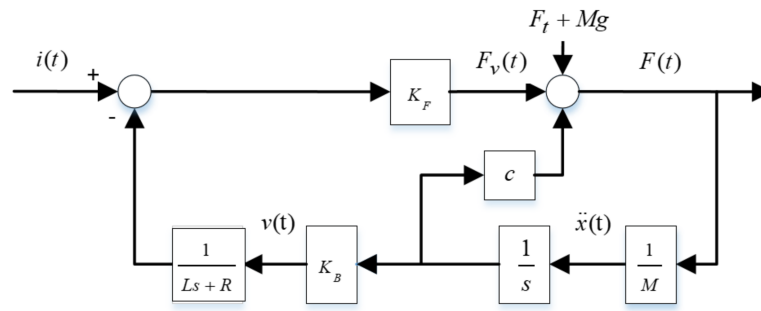 F_t + Mg
i(t)
F_v(t)
F(t)
+
K_F
-
c
v(t)
ẍ(t)
1
Ls + R
K_B
1
s
1
M